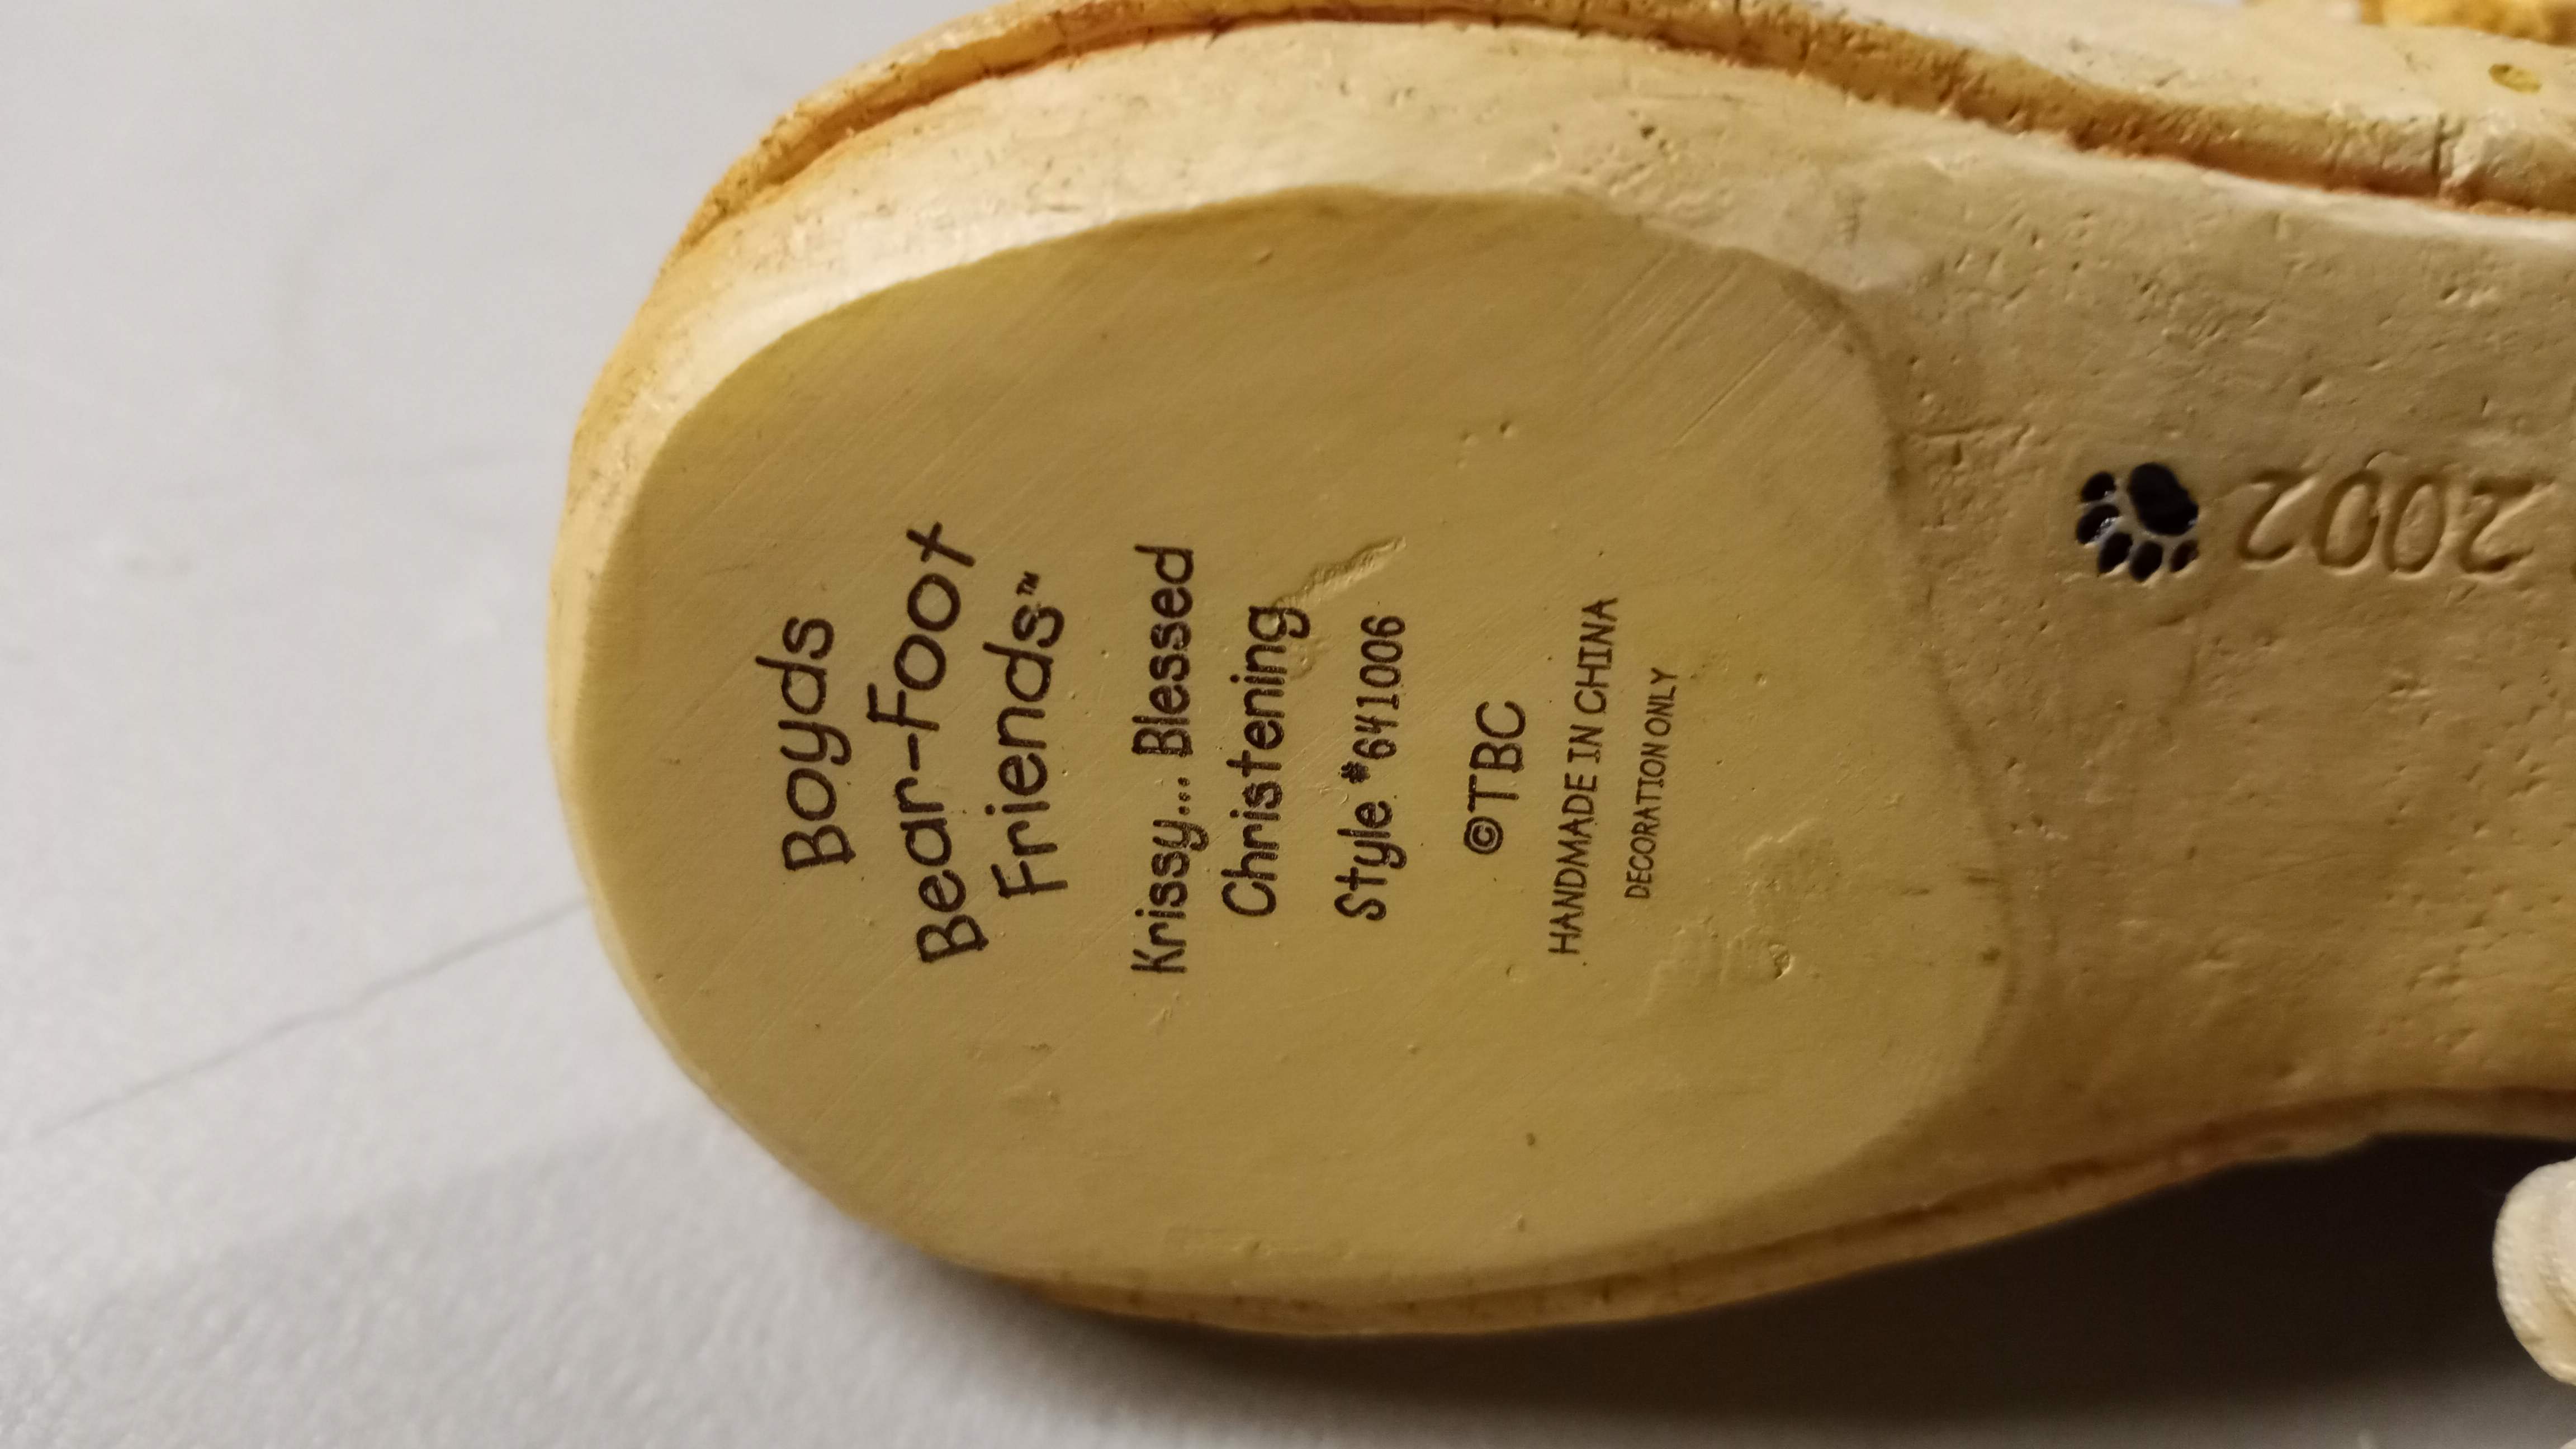 Boyds
Bear-Foot
Friends™
Krissy... Blessed
Christening
Style #641006
©TBC
HANDMADE IN CHINA
DECORATION ONLY
2002